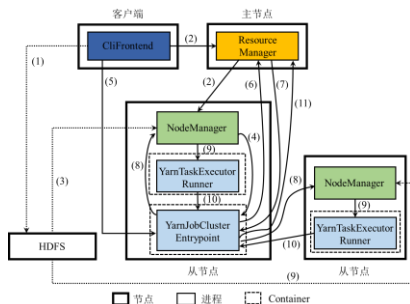 客户端
主节点
CliFrontend
(2)
Resource
Manager
(1)
(5)
(2)
(6)
(7)
(11)
NodeManager
(4)
(9)
(8)
(3)
YarnTaskExecutor
Runner
(10)
YarnJobCluster
Entrypoint
从节点
(8)
NodeManager
(9)
YarnTaskExecutor
Runner
(10)
从节点
HDFS
(9)
节点
进程
Container